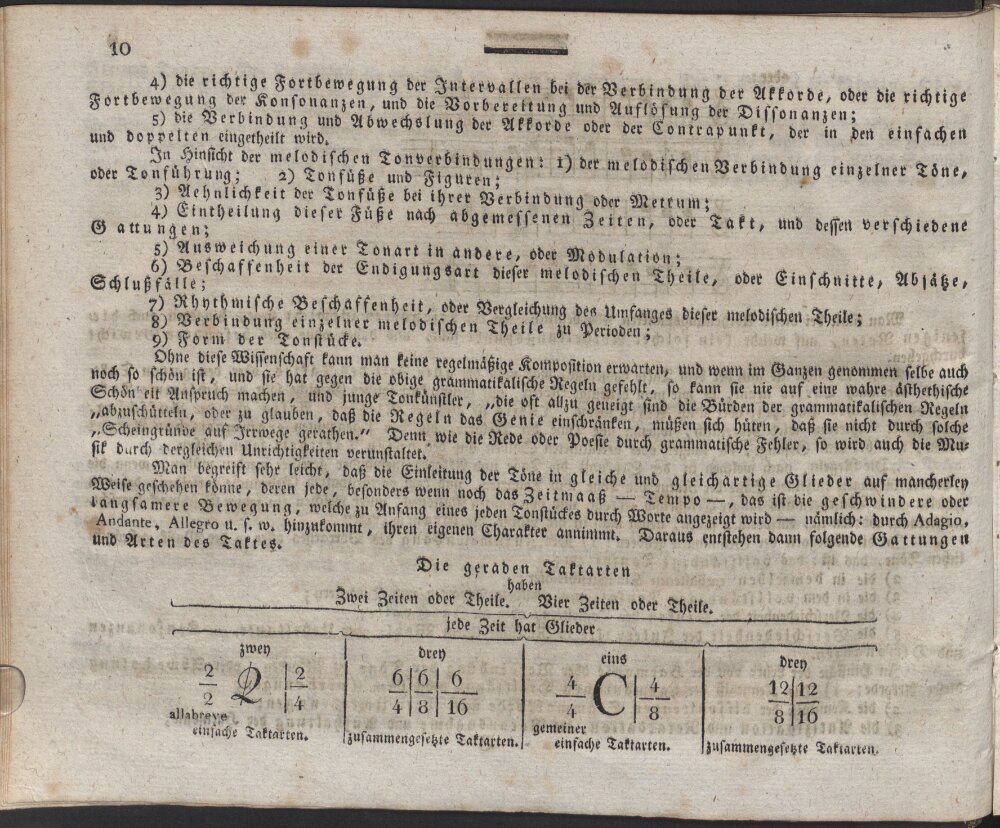 10
4) die richtige Fortbewegung der Intervallen bei der Verbindung der Akkorde, oder die richtige
Fortbewegung der Konsonanzen, und die Vorbereitung und Auflösung der Dissonanzen;
5) die Verbindung und Abwechslung der Akkorde oder der Contrapunkt, der in den einfachen
und doppelten eingetheilt wird.
In Hinsicht der melodischen Tonverbindungen: 1) der melodischen Verbindung einzelner Töne,
oder Tonführung; 2) Tonfüße und Figuren;
3) Aehnlichkeit der Tonfüße bei ihrer Verbindung oder Metrum;
4) Eintheilung dieser Füße nach abgemessenen Zeiten, oder Takt, und dessen verschiedene
Gattungen;
5) Ausweichung einer Tonart in andere, oder Modulation;
6) Beschaffenheit der Endigungsart dieser melodischen Theile, oder Einschnitte, Absätze,
Schlußfälle;
7) Rhythmische Beschaffenheit, oder Vergleichung des Umfanges dieser melodischen Theile;
8) Verbindung einzelner melodischen Theile zu Perioden;
9) Form der Tonstücke.
Ohne diese Wissenschaft kann man keine regelmäßige Komposition erwarten, und wenn im Ganzen genommen selbe auch
noch so schön ist, und sie hat gegen die obige grammatikalische Regeln gefehlt, so kann sie nie auf eine wahre ästhethische
Schön eit Anspruch machen, und junge Tonkünstler, „die oft allzu geneigt sind die Bürden der grammatikalischen Regeln
„abzuschütteln, oder zu glauben, daß die Regeln das Genie einschränken, müßen sich hüten, daß sie nicht durch solche
„Scheingründe auf Irrwege gerathen.“ Denn wie die Rede oder Poesie durch grammatische Fehler, so wird auch die Mu-
sik durch dergleichen Unrichtigkeiten verunstaltet.
Man begreift sehr leicht, daß die Einleitung der Töne in gleiche und gleichartige Glieder auf mancherley
Weise geschehen könne, deren jede, besonders wenn noch das Zeitmaaß — Tempo —, das ist die geschwindere oder
langsamere Bewegung, welche zu Anfang eines jeden Tonstückes durch Worte angezeigt wird — nämlich: durch Adagio,
Andante, Allegro u. s. w. hinzukommt, ihren eigenen Charakter annimmt. Daraus entstehen dann folgende Gattungen
und Arten des Taktes.
Die geraden Taktarten
haben
Zwei Zeiten oder Theile. Vier Zeiten oder Theile.
jede Zeit hat Glieder
zwey drey eins drey
2 2 6 6 6 4 C 4 12 12
2 4 4 8 16 4 8 8 16
allabreve gemeiner
einfache Taktarten. zusammengesetzte Taktarten. einfache Taktarten. zusammengesetzte Taktarten.